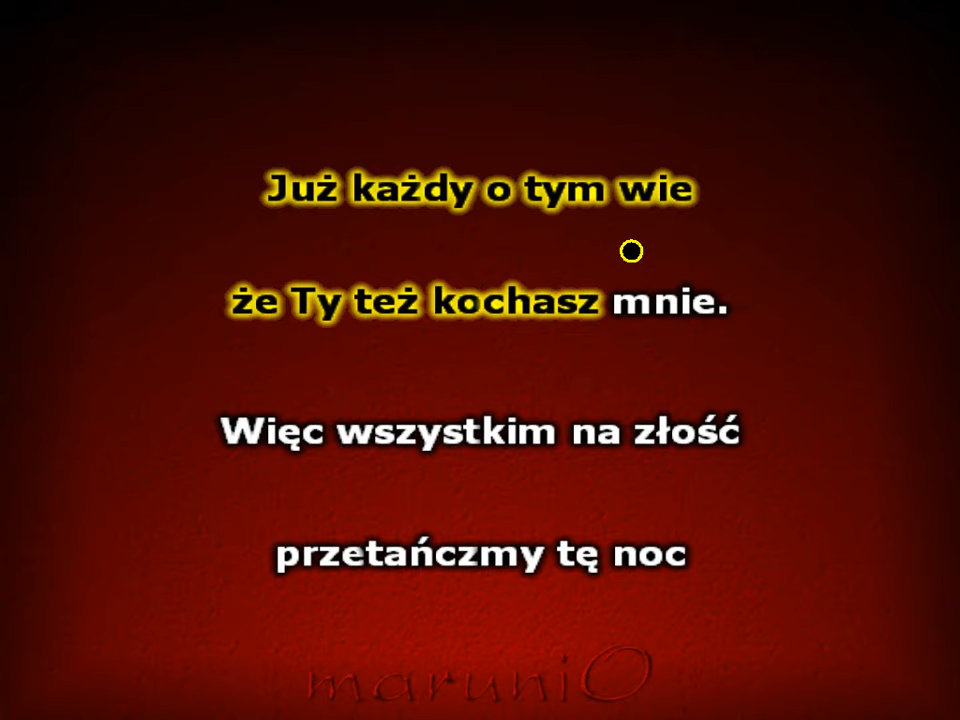 Już każdy o tym wie
że Ty też kochasz mnie.
Więc wszystkim na złość
przetańczmy tę noc
maruniO